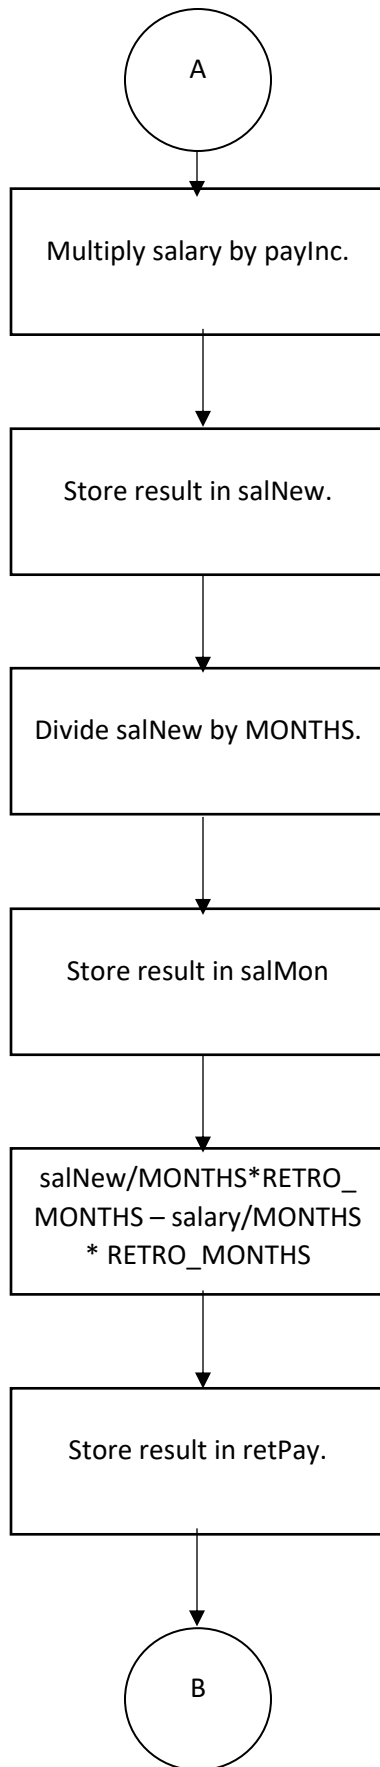 A
Multiply salary by payInc.
Store result in salNew.
Divide salNew by MONTHS.
Store result in salMon
salNew/MONTHS*RETRO_
MONTHS – salary/MONTHS
* RETRO_MONTHS
Store result in retPay.
B